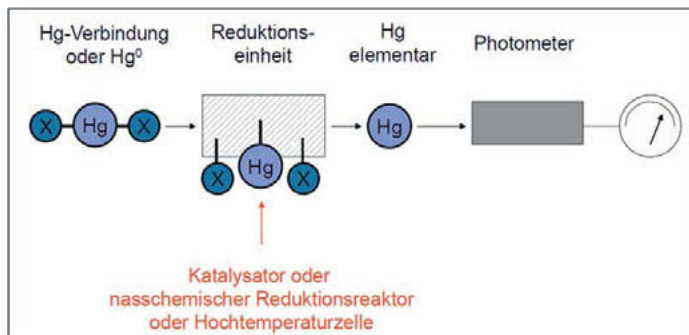 Hg-Verbindung
oder Hg⁰
Reduktions-
einheit
Hg
elementar
Photometer
X Hg X
X Hg X
Hg
Katalysator oder
nasschemischer Reduktionsreaktor
oder Hochtemperaturzelle